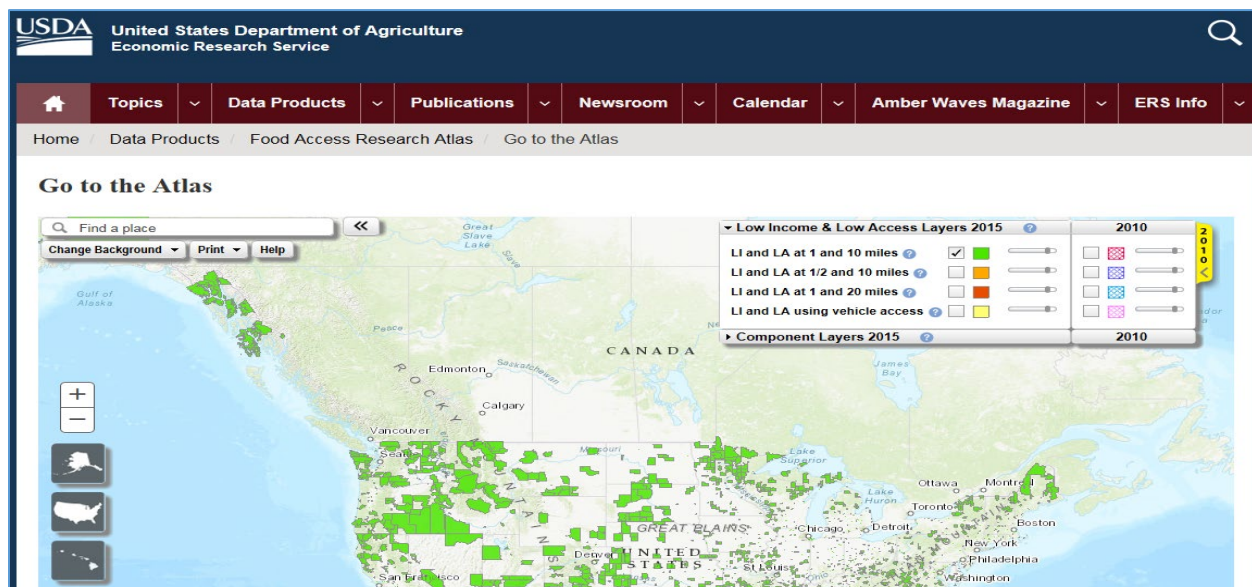 USDA
United States Department of Agriculture
Economic Research Service
Topics
Data Products
Publications
Newsroom
Calendar
Amber Waves Magazine
ERS Info
Home / Data Products / Food Access Research Atlas / Go to the Atlas
Go to the Atlas
Find a place
Change Background
Print
Help
Low Income & Low Access Layers 2015
2010
LI and LA at 1 and 10 miles
LI and LA at 1/2 and 10 miles
LI and LA at 1 and 20 miles
LI and LA using vehicle access
Component Layers 2015
2010
2010
Great
Slave
Lake
Slave
Gulf of
Alaska
Peace
CANADA
Edmonton
Saskatchewan
Calgary
James
Bay
Vancouver
ROCKY MOUNTAINS
Missouri
Lake
Superior
Ottawa
Montreal
Lake
Huron
Toronto
GREAT PLAINS
Chicago
Detroit
Boston
New York
Denver
UNITED
STATES
Philadelphia
St Louis
Ohio
San Francisco
Washington